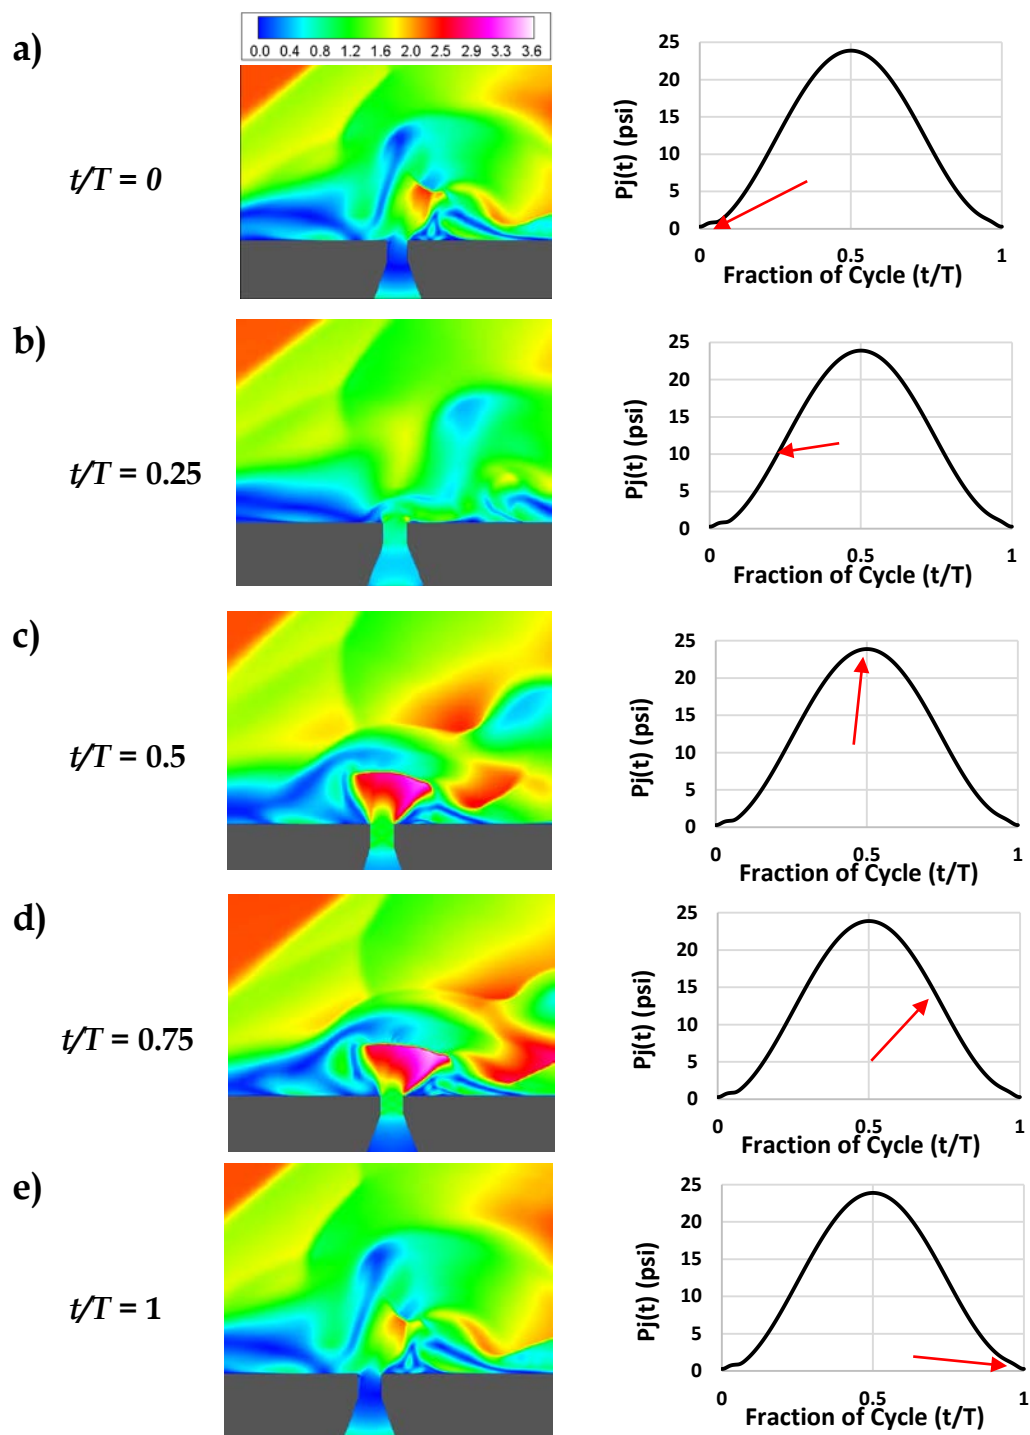 a)
0.0 0.4 0.8 1.2 1.6 2.0 2.5 2.9 3.3 3.6
t/T = 0
25
20
15
10
5
0
Pj(t) (psi)
0 0.5 1
Fraction of Cycle (t/T)
b)
t/T = 0.25
25
20
15
10
5
0
Pj(t) (psi)
0 0.5 1
Fraction of Cycle (t/T)
c)
t/T = 0.5
25
20
15
10
5
0
Pj(t) (psi)
0 0.5 1
Fraction of Cycle (t/T)
d)
t/T = 0.75
25
20
15
10
5
0
Pj(t) (psi)
0 0.5 1
Fraction of Cycle (t/T)
e)
t/T = 1
25
20
15
10
5
0
Pj(t) (psi)
0 0.5 1
Fraction of Cycle (t/T)